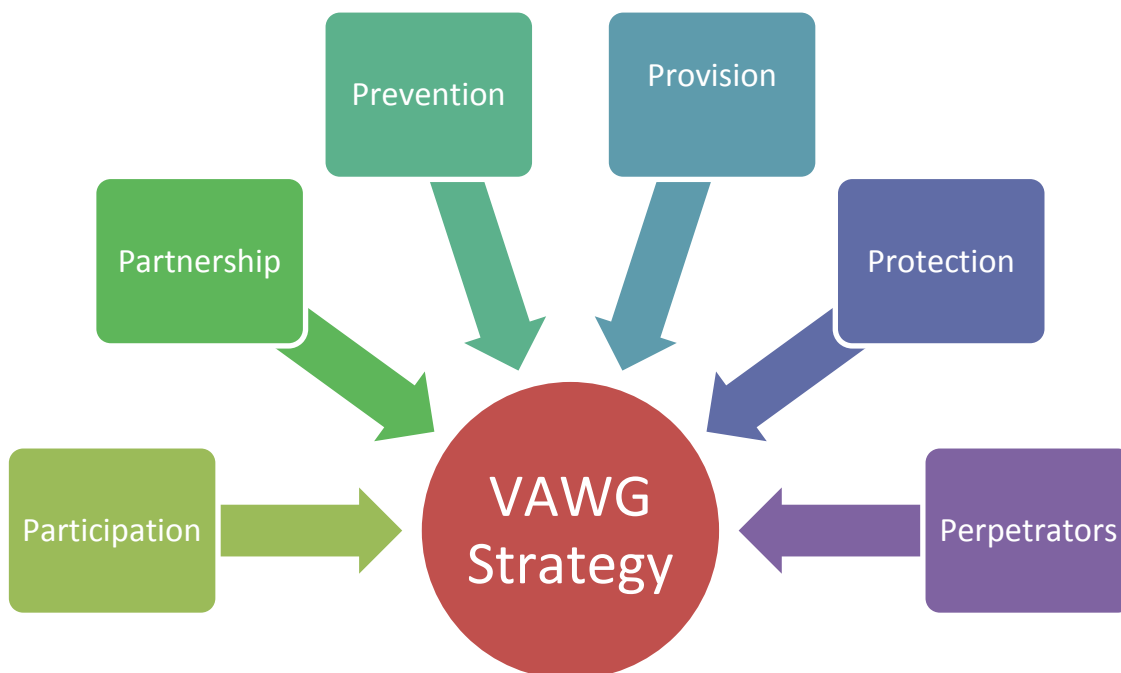 Prevention
Provision
Partnership
Protection
Participation
VAWG
Strategy
Perpetrators